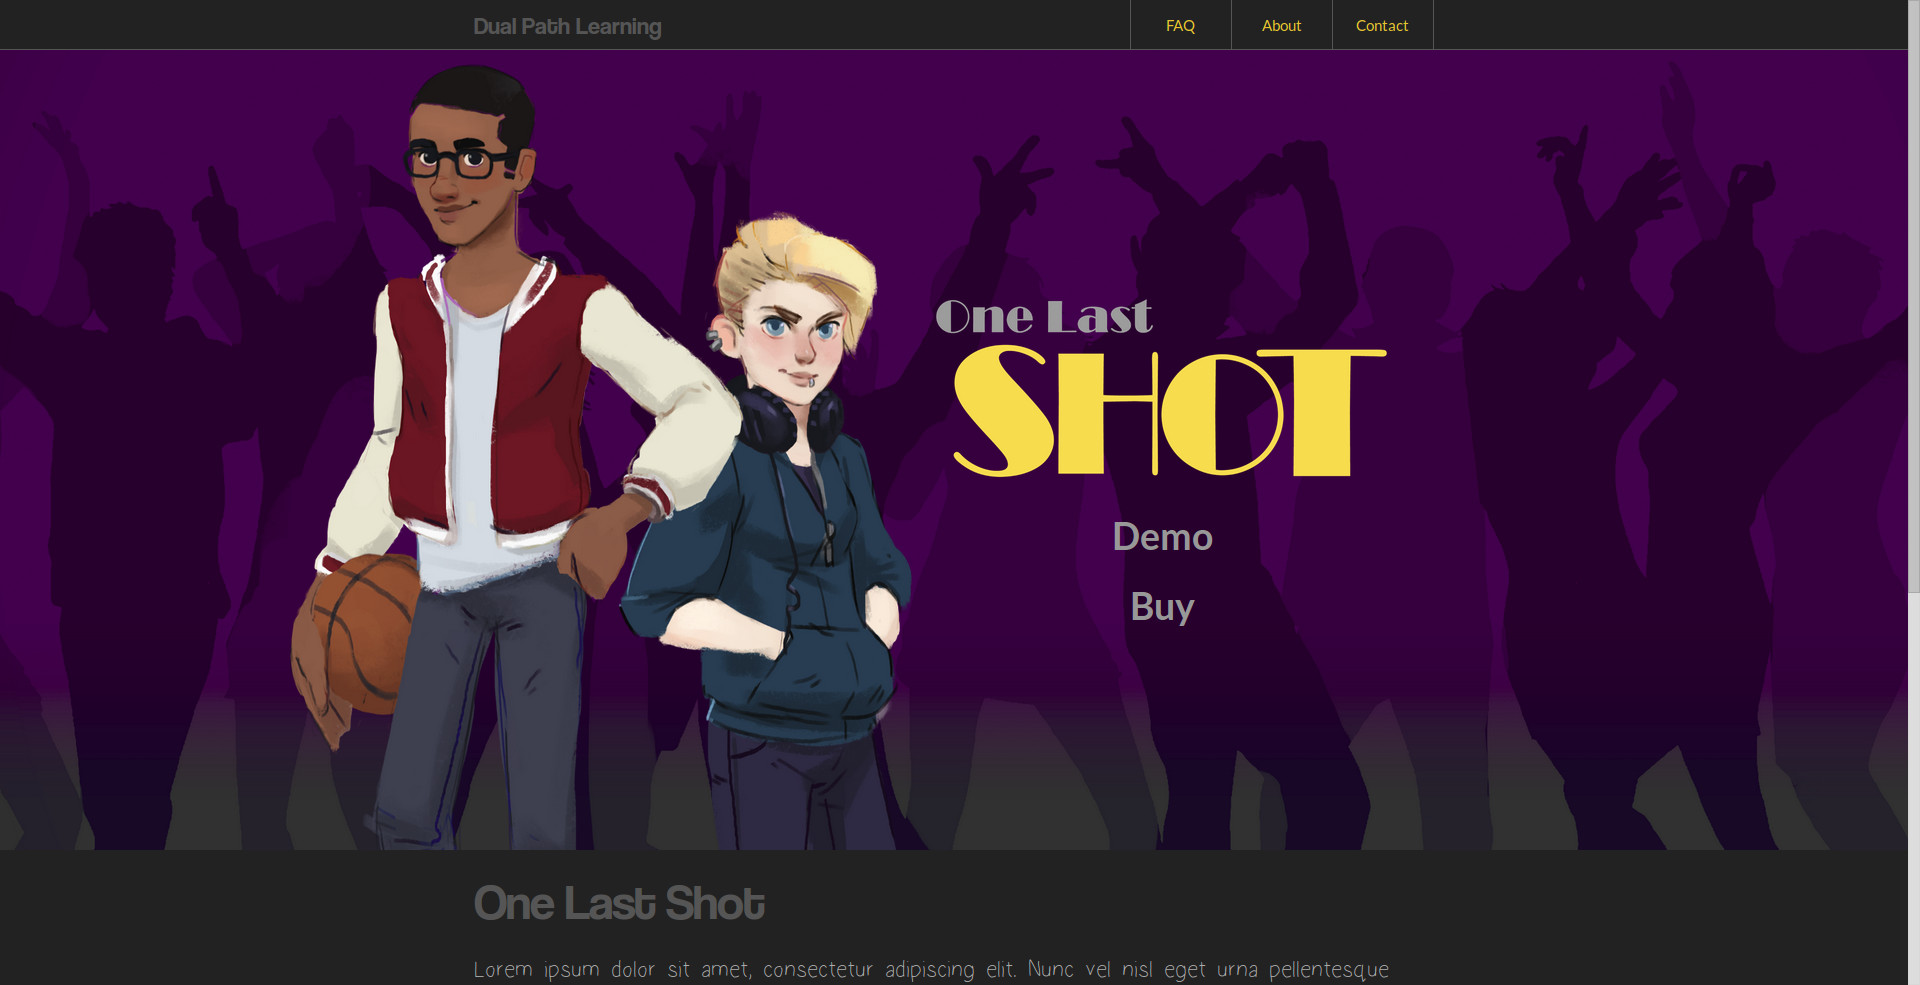 Dual Path Learning
FAQ
About
Contact
One Last
SHOT
Demo
Buy
One Last Shot
Lorem ipsum dolor sit amet, consectetur adipiscing elit. Nunc vel nisl eget urna pellentesque